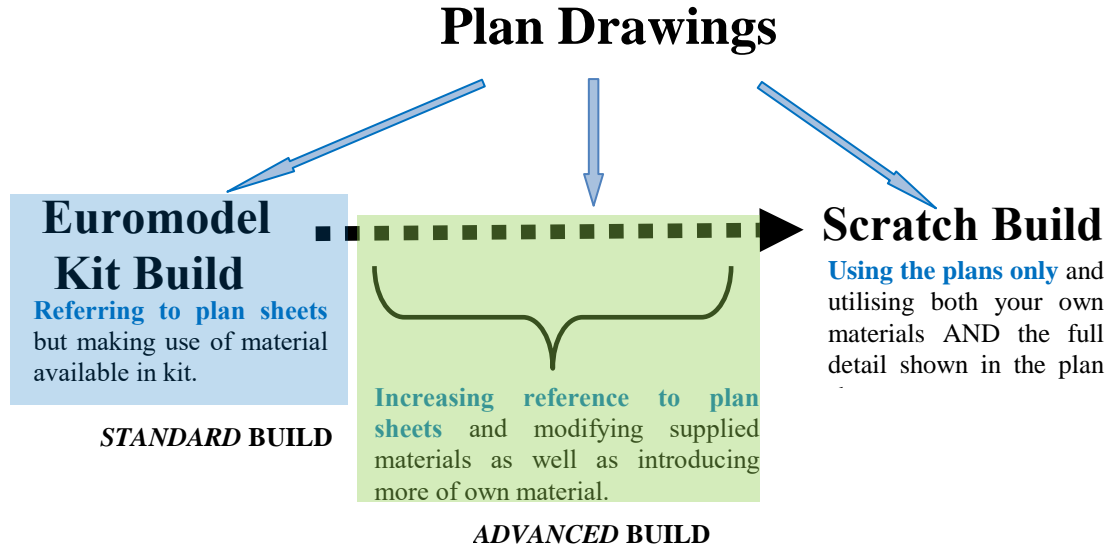 Plan Drawings
Euromodel
Kit Build
Referring to plan sheets
but making use of material
available in kit.
STANDARD BUILD
Increasing reference to plan
sheets and modifying supplied
materials as well as introducing
more of own material.
ADVANCED BUILD
Scratch Build
Using the plans only and
utilising both your own
materials AND the full
detail shown in the plan